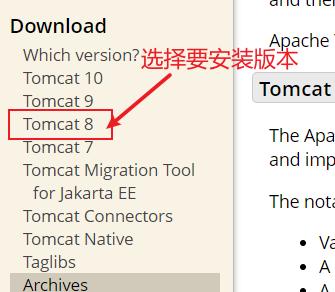 Download
Which version?
选择要安装版本
Tomcat 10
Tomcat 9
Tomcat 8
Tomcat 7
Tomcat Migration Tool
for Jakarta EE
Tomcat Connectors
Tomcat Native
Taglibs
Archives
and
Apache
Tomcat
The Apa
and imp
The nota
Va
A